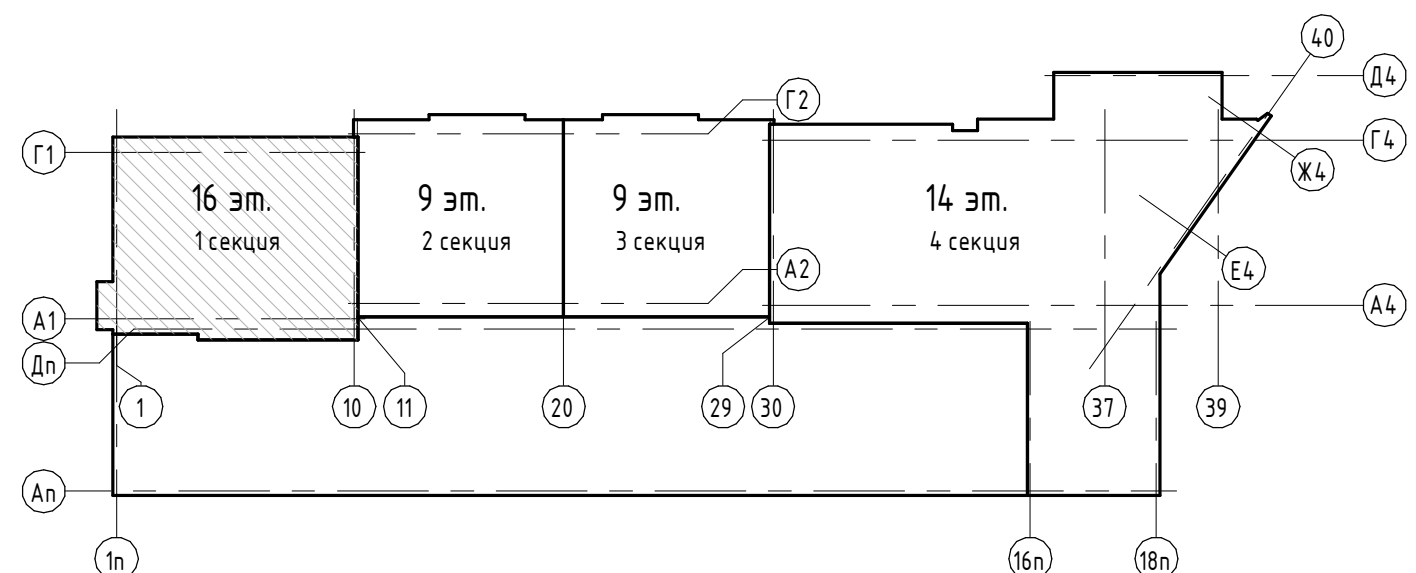 40
Д4
Г2
Г1
Г4
Ж4
16 эт.
9 эт.
9 эт.
14 эт.
1 секция
2 секция
3 секция
4 секция
А2
Е4
А1
А4
Дп
1
10
11
20
29
30
37
39
Ап
1п
16п
18п